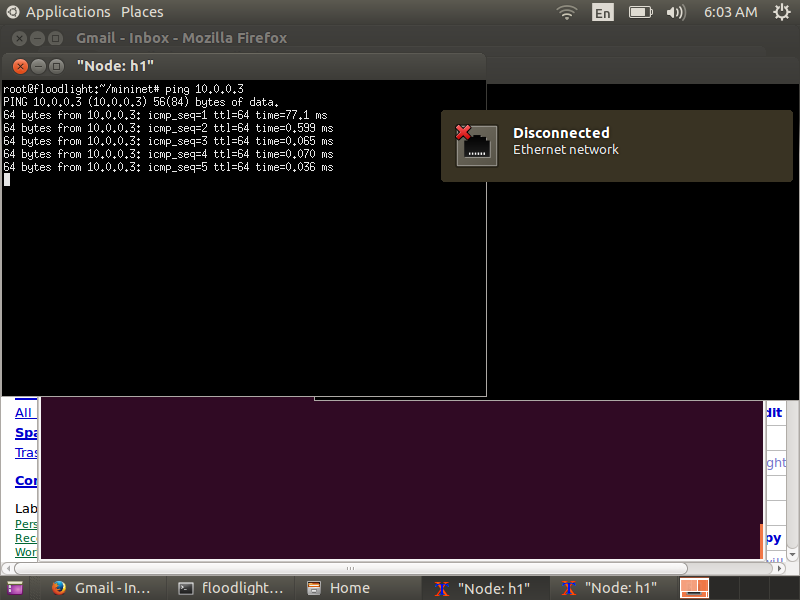 Applications Places En 6:03 AM
Gmail - Inbox - Mozilla Firefox
"Node: h1"
root@floodlight:~/mininet# ping 10.0.0.3
PING 10.0.0.3 (10.0.0.3) 56(84) bytes of data.
64 bytes from 10.0.0.3: icmp_seq=1 ttl=64 time=77.1 ms
64 bytes from 10.0.0.3: icmp_seq=2 ttl=64 time=0.599 ms
64 bytes from 10.0.0.3: icmp_seq=3 ttl=64 time=0.065 ms
64 bytes from 10.0.0.3: icmp_seq=4 ttl=64 time=0.070 ms
64 bytes from 10.0.0.3: icmp_seq=5 ttl=64 time=0.036 ms
Disconnected
Ethernet network
All
Spa
Tras
Con
Lab
Pers
Rec
Wor
dit
ght
py
Gmail - In... floodlight... Home "Node: h1" "Node: h1"